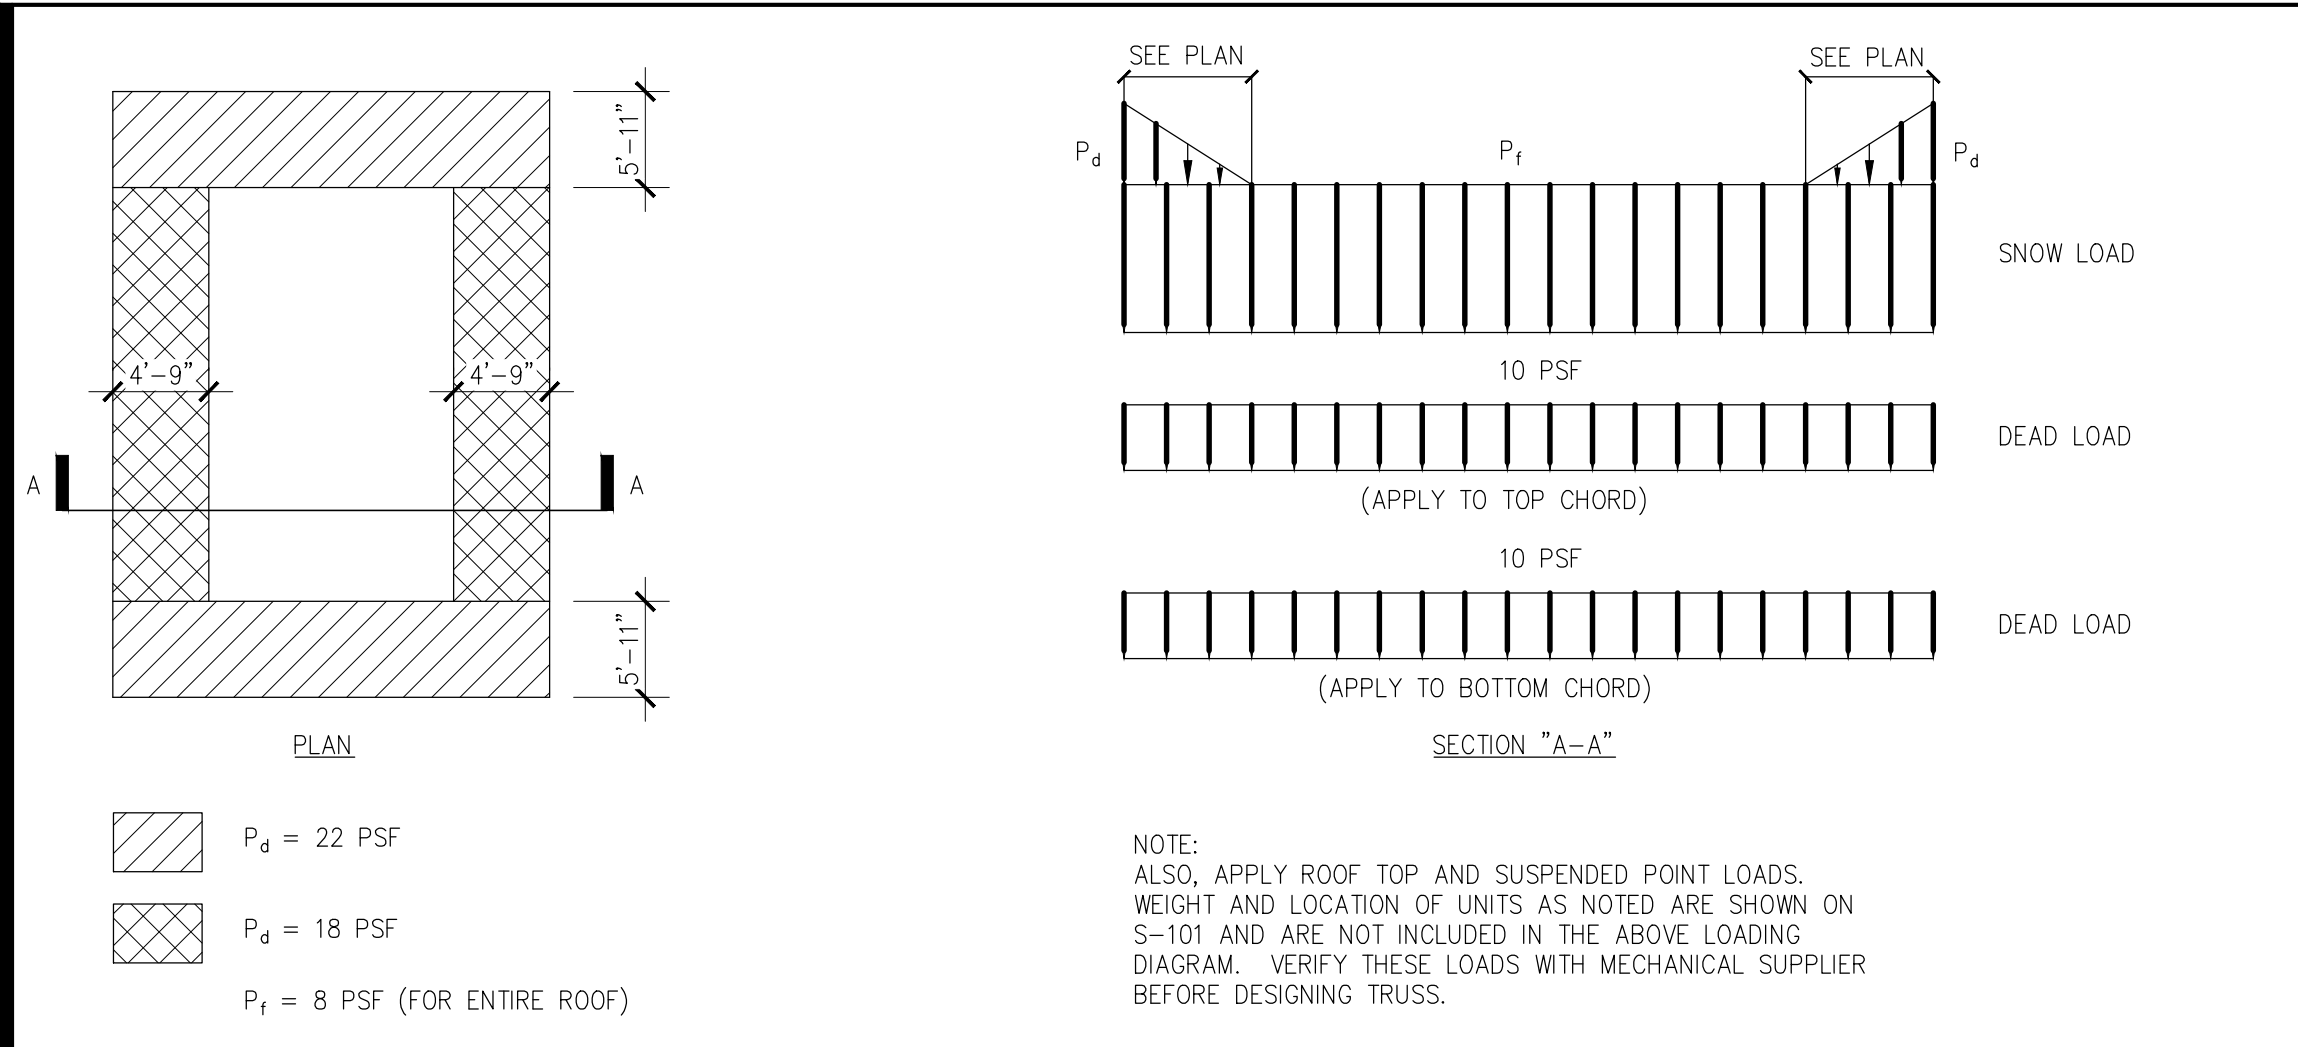 5'-11"
4'-9"
4'-9"
A
A
5'-11"
PLAN
Pd = 22 PSF
Pd = 18 PSF
Pf = 8 PSF (FOR ENTIRE ROOF)
SEE PLAN
SEE PLAN
Pd
Pf
Pd
SNOW LOAD
10 PSF
DEAD LOAD
(APPLY TO TOP CHORD)
10 PSF
DEAD LOAD
(APPLY TO BOTTOM CHORD)
SECTION "A-A"
NOTE:
ALSO, APPLY ROOF TOP AND SUSPENDED POINT LOADS.
WEIGHT AND LOCATION OF UNITS AS NOTED ARE SHOWN ON
S-101 AND ARE NOT INCLUDED IN THE ABOVE LOADING
DIAGRAM. VERIFY THESE LOADS WITH MECHANICAL SUPPLIER
BEFORE DESIGNING TRUSS.